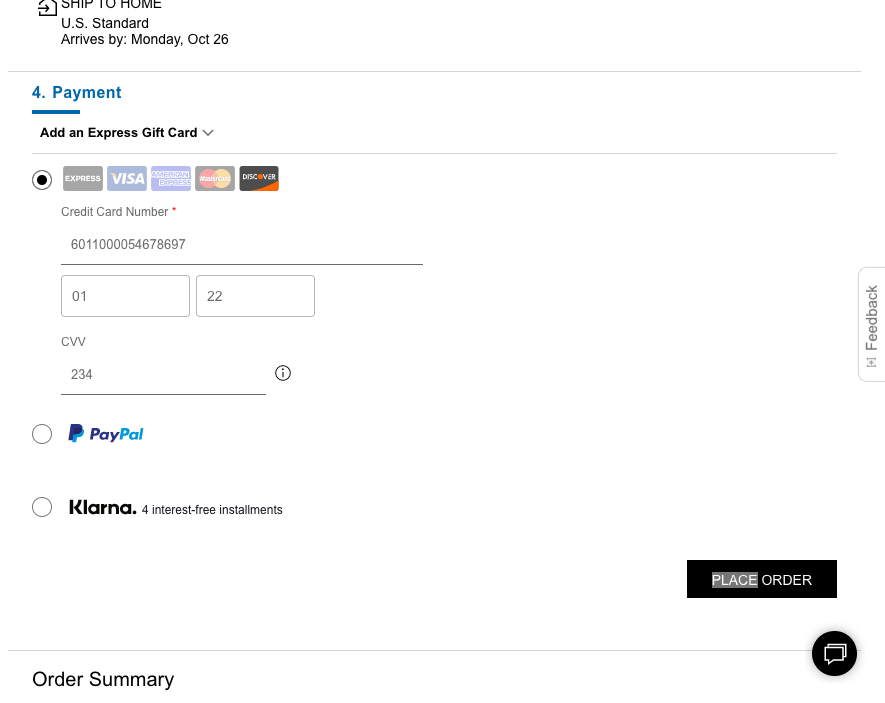 SHIP TO HOME
U.S. Standard
Arrives by: Monday, Oct 26
4. Payment
Add an Express Gift Card
EXPRESS VISA AMERICAN EXPRESS MasterCard DISCOVER
Credit Card Number *
6011000054678697
01 22
CVV
234
Feedback
PayPal
Klarna. 4 interest-free installments
PLACE ORDER
Order Summary